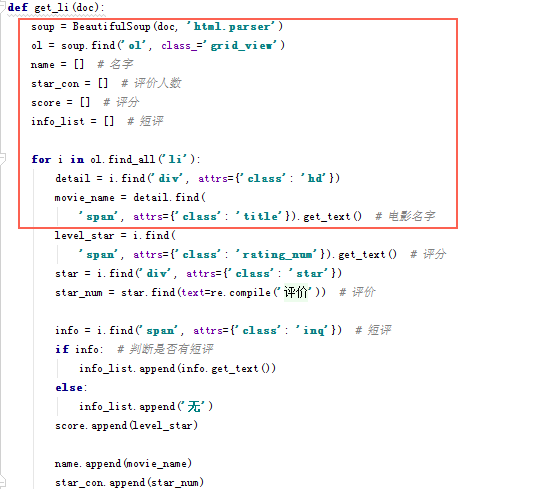 def get_li(doc):
    soup = BeautifulSoup(doc, 'html.parser')
    ol = soup.find('ol', class_='grid_view')
    name = []  # 名字
    star_con = []  # 评价人数
    score = []  # 评分
    info_list = []  # 短评

    for i in ol.find_all('li'):
        detail = i.find('div', attrs={'class': 'hd'})
        movie_name = detail.find(
            'span', attrs={'class': 'title'}).get_text()  # 电影名字
        level_star = i.find(
            'span', attrs={'class': 'rating_num'}).get_text()  # 评分
        star = i.find('div', attrs={'class': 'star'})
        star_num = star.find(text=re.compile('评价'))  # 评价

        info = i.find('span', attrs={'class': 'inq'})  # 短评
        if info:  # 判断是否有短评
            info_list.append(info.get_text())
        else:
            info_list.append('无')
        score.append(level_star)

        name.append(movie_name)
        star_con.append(star_num)